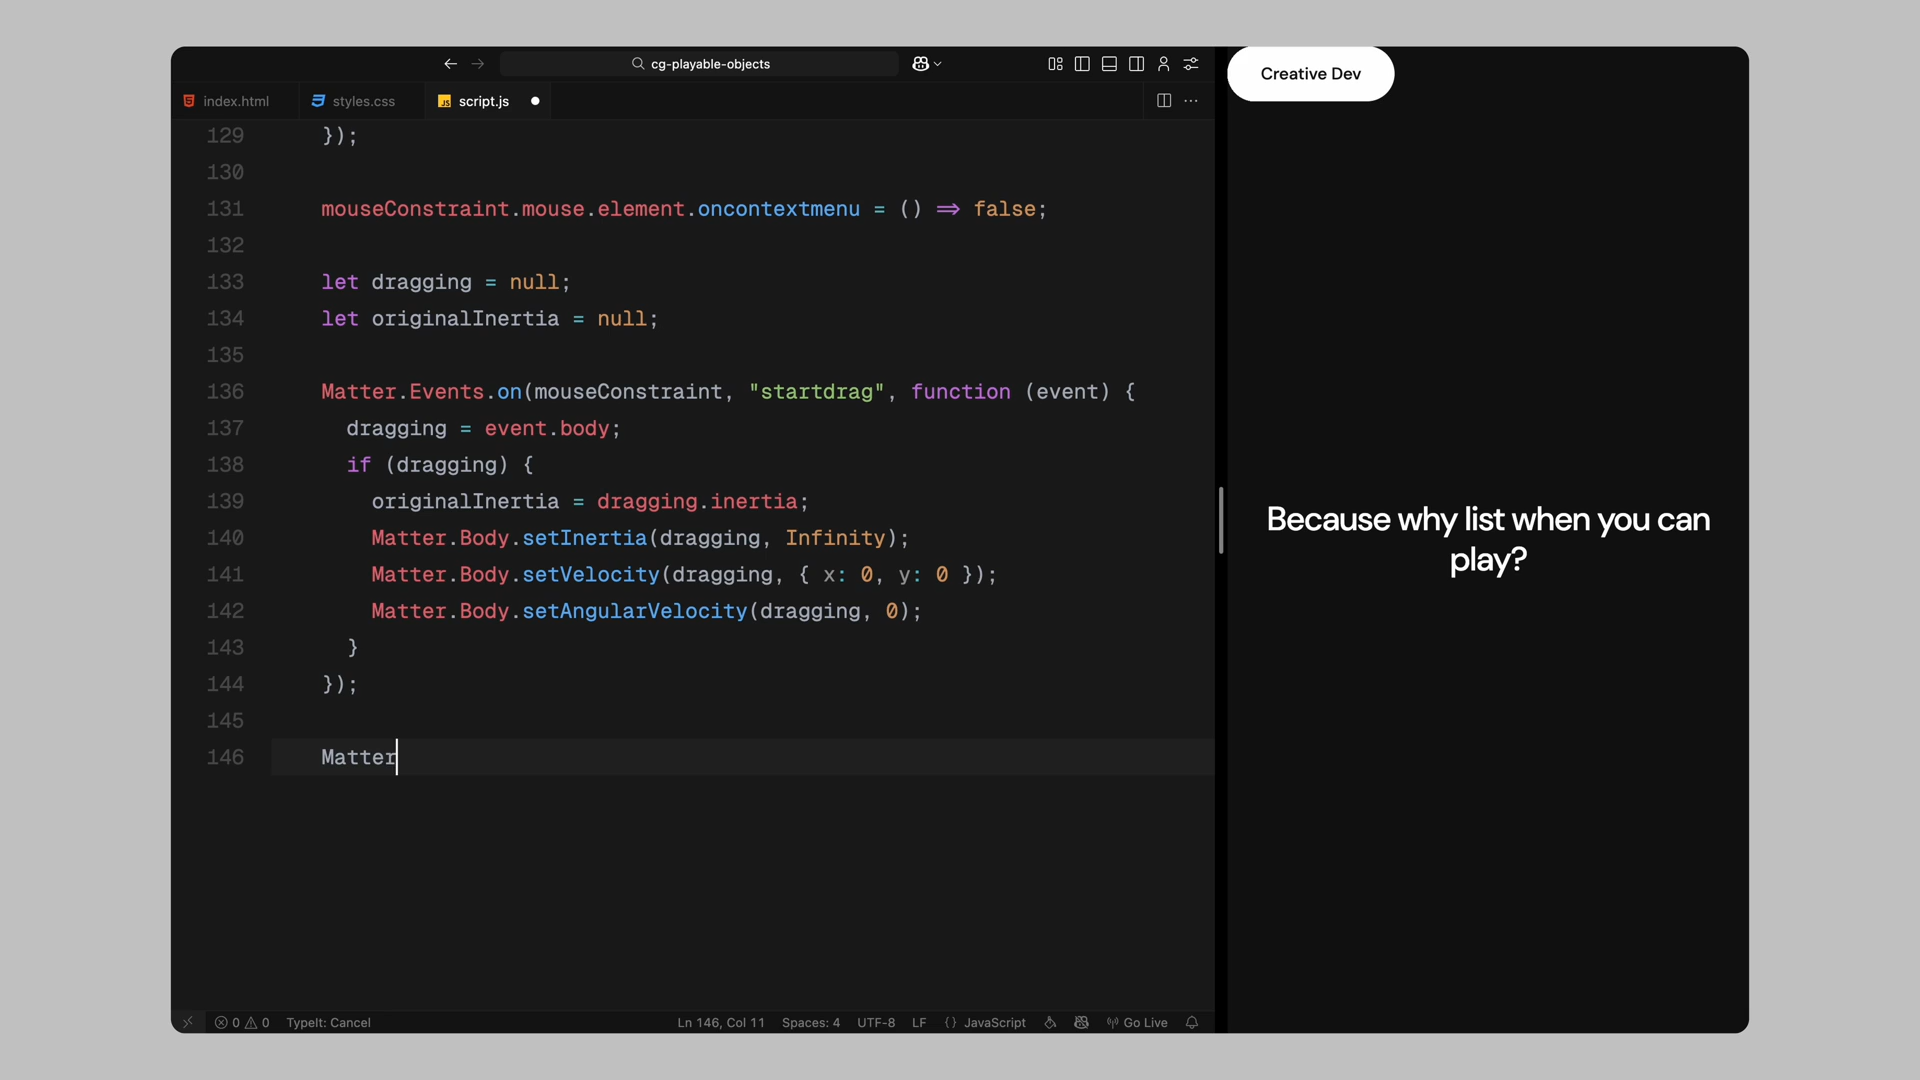 cg-playable-objects
index.html
styles.css
JS script.js
129 });
130
131 mouseConstraint.mouse.element.oncontextmenu = () => false;
132
133 let dragging = null;
134 let originalInertia = null;
135
136 Matter.Events.on(mouseConstraint, "startdrag", function (event) {
137 dragging = event.body;
138 if (dragging) {
139 originalInertia = dragging.inertia;
140 Matter.Body.setInertia(dragging, Infinity);
141 Matter.Body.setVelocity(dragging, { x: 0, y: 0 });
142 Matter.Body.setAngularVelocity(dragging, 0);
143 }
144 });
145
146 Matter
0 0 TypeIt: Cancel Ln 146, Col 11 Spaces: 4 UTF-8 LF {} JavaScript Go Live
Creative Dev
Because why list when you can
play?